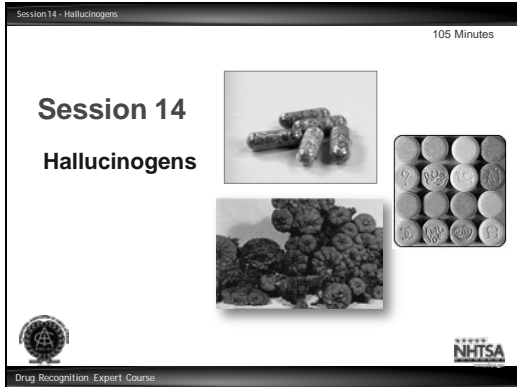 Session 14 - Hallucinogens
105 Minutes
Session 14
Hallucinogens
NHTSA
Drug Recognition Expert Course